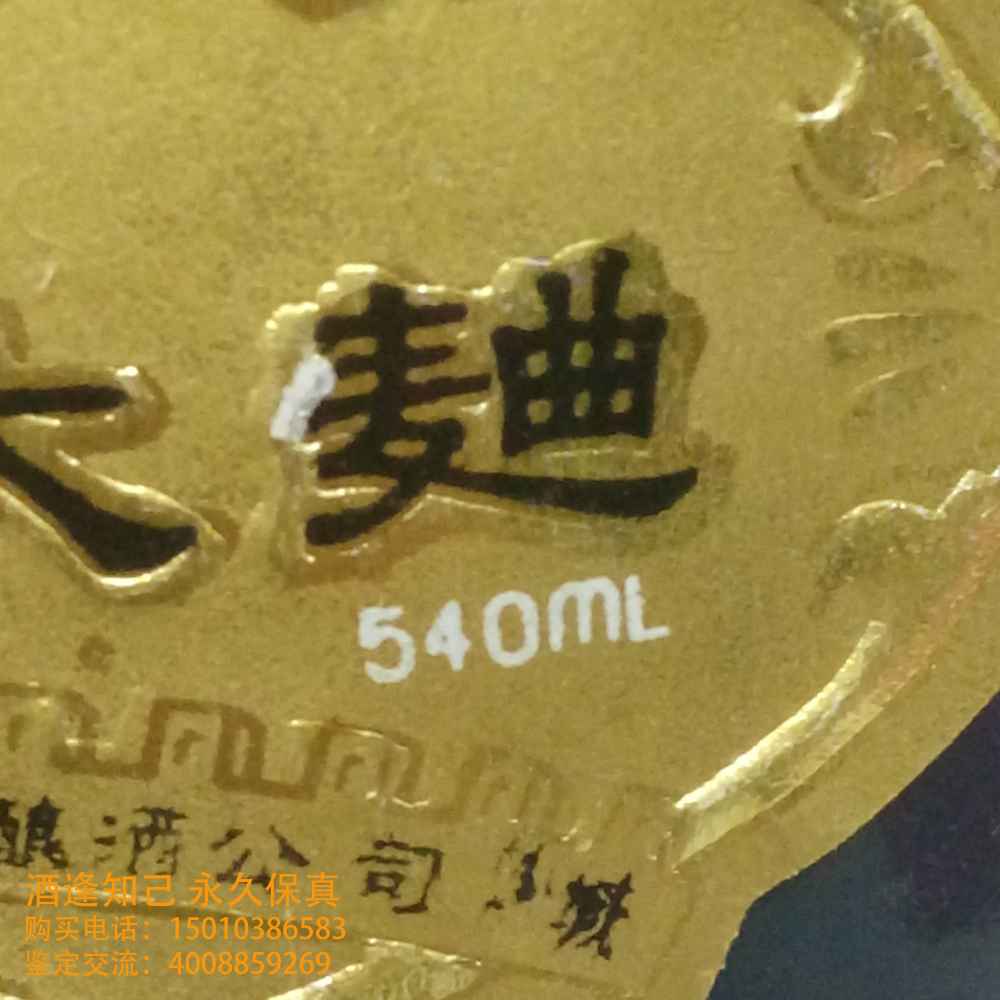 大麯
540mL
釀酒公司
酒逢知己 永久保真
购买电话：15010386583
鉴定交流：4008859269